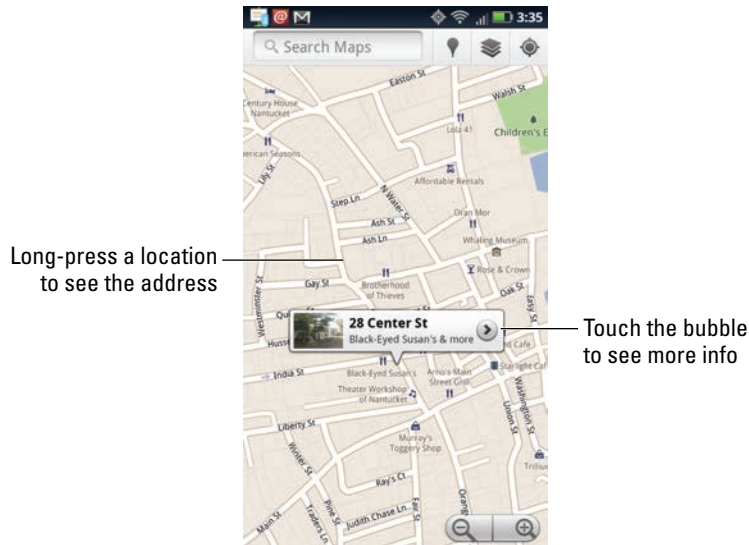 3:35
Search Maps
Easton St
Walsh St
Century House
Nantucket
Lola 41
Children's
American Seasons
Lily St
Affordable Rentals
N Water St
Step Ln
Oran Mor
Ash St
Ash Ln
Whaling Museum
Long-press a location
to see the address
Rose & Crown
Gay St
Brotherhood
of Thieves
Oak St
Easy St
Westminster St
28 Center St
Black-Eyed Susan's & more
Touch the bubble
to see more info
Cafe
Starlight Caf
India St
Black-Eyed Susan's
Arno's Main
Street Grill
Theater Workshop
of Nantucket
Washington St
Union St
Liberty St
Murray's
Toggery Shop
Winter St
Ray's Ct
Pine St
Fair St
Orang
Main St
Traders Ln
Judith Chase Ln